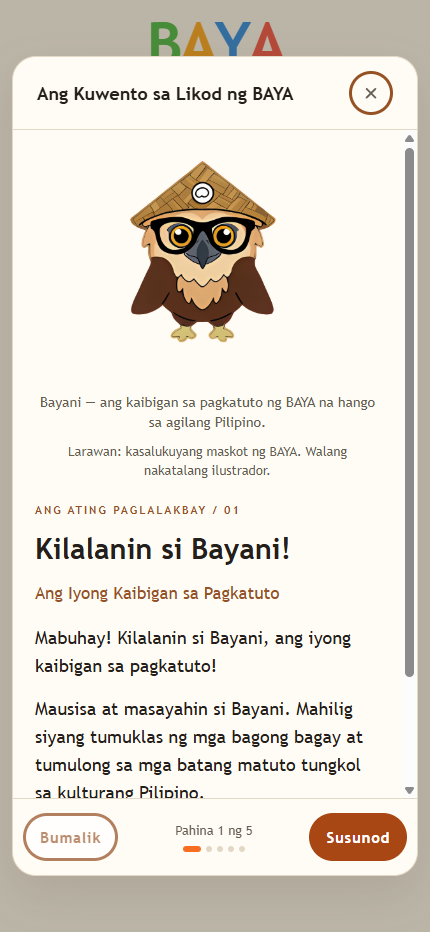 BAYA
Ang Kuwento sa Likod ng BAYA
Bayani — ang kaibigan sa pagkatuto ng BAYA na hango
sa agilang Pilipino.
Larawan: kasalukuyang maskot ng BAYA. Walang
nakatalang ilustrador.
ANG ATING PAGLALAKBAY / 01
Kilalanin si Bayani!
Ang Iyong Kaibigan sa Pagkatuto
Mabuhay! Kilalanin si Bayani, ang iyong
kaibigan sa pagkatuto!
Mausisa at masayahin si Bayani. Mahilig
siyang tumuklas ng mga bagong bagay at
tumulong sa mga batang matuto tungkol
sa kulturang Pilipino.
Bumalik
Pahina 1 ng 5
Susunod